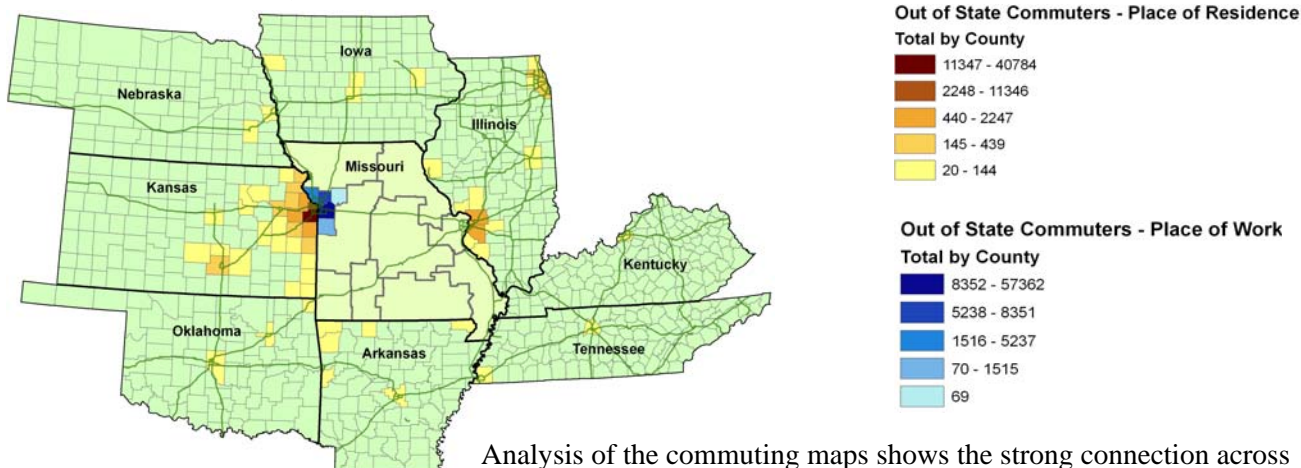 Out of State Commuters - Place of Residence
Total by County
11347 - 40784
2248 - 11346
440 - 2247
145 - 439
20 - 144
Out of State Commuters - Place of Work
Total by County
8352 - 57362
5238 - 8351
1516 - 5237
70 - 1515
69
Iowa
Nebraska
Illinois
Missouri
Kansas
Kentucky
Oklahoma
Arkansas
Tennessee
Analysis of the commuting maps shows the strong connection across